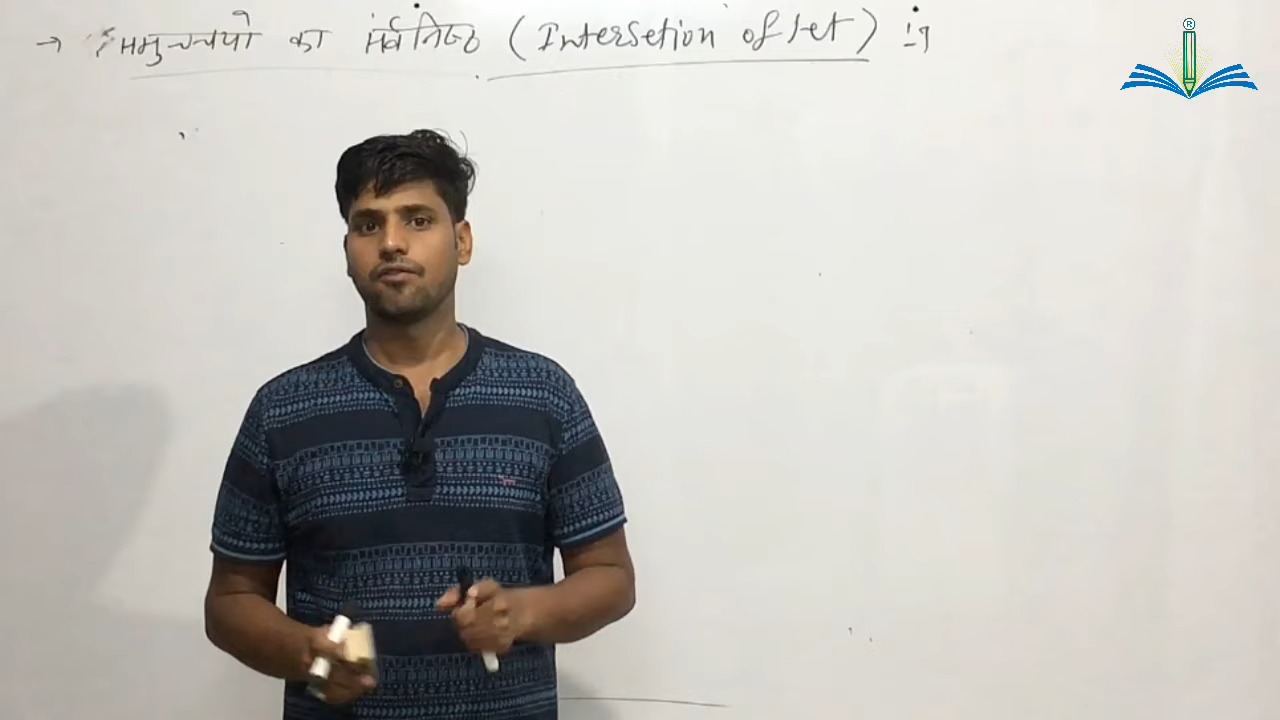 → समुच्चयो का सर्वनिष्ठ (Intersetion of set) :-
®